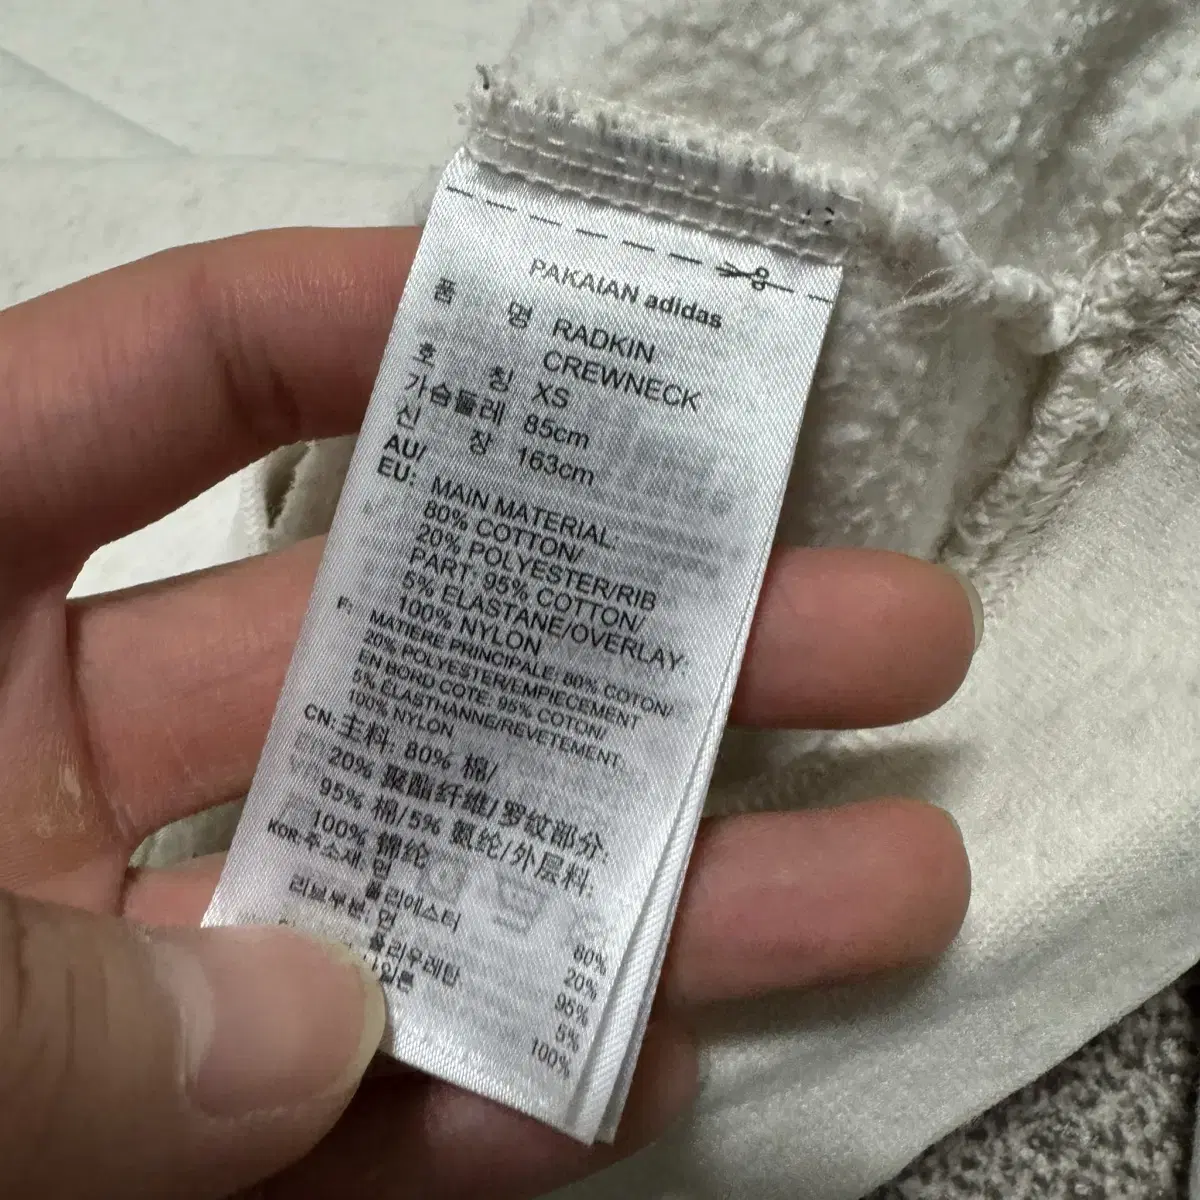 PAKAIAN adidas
품 명 RADKIN
CREWNECK
호 칭 XS
가슴둘레 85cm
신 장 163cm
AU/
EU: MAIN MATERIAL:
80% COTTON/
20% POLYESTER/RIB
PART: 95% COTTON/
5% ELASTANE/OVERLAY:
100% NYLON
F: MATIERE PRINCIPALE: 80% COTON/
20% POLYESTER/EMPIECEMENT
EN BORD COTE: 95% COTON/
5% ELASTHANNE/REVETEMENT:
100% NYLON
CN: 主料: 80% 棉/
20% 聚酯纤维/罗纹部分:
95% 棉/5% 氨纶/外层料:
100% 锦纶
KOR:주소재: 면 80%
폴리에스터 20%
리브부분: 면 95%
폴리우레탄 5%
나일론 100%